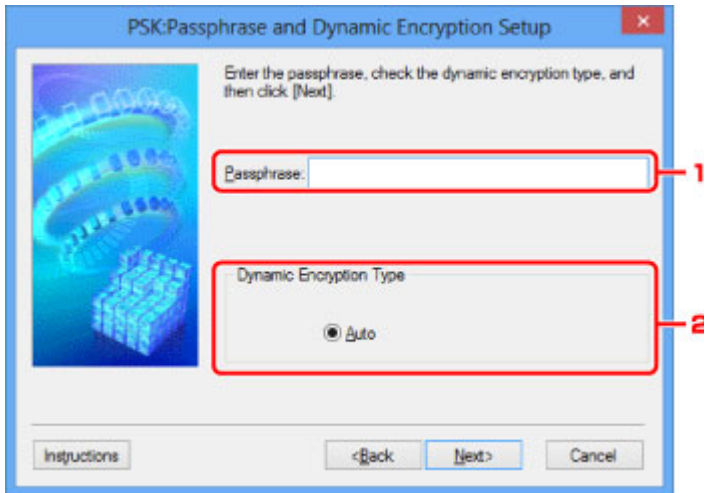 PSK:Passphrase and Dynamic Encryption Setup
Enter the passphrase, check the dynamic encryption type, and
then click [Next].
Passphrase:
1
Dynamic Encryption Type
Auto
2
Instructions
<Back
Next>
Cancel